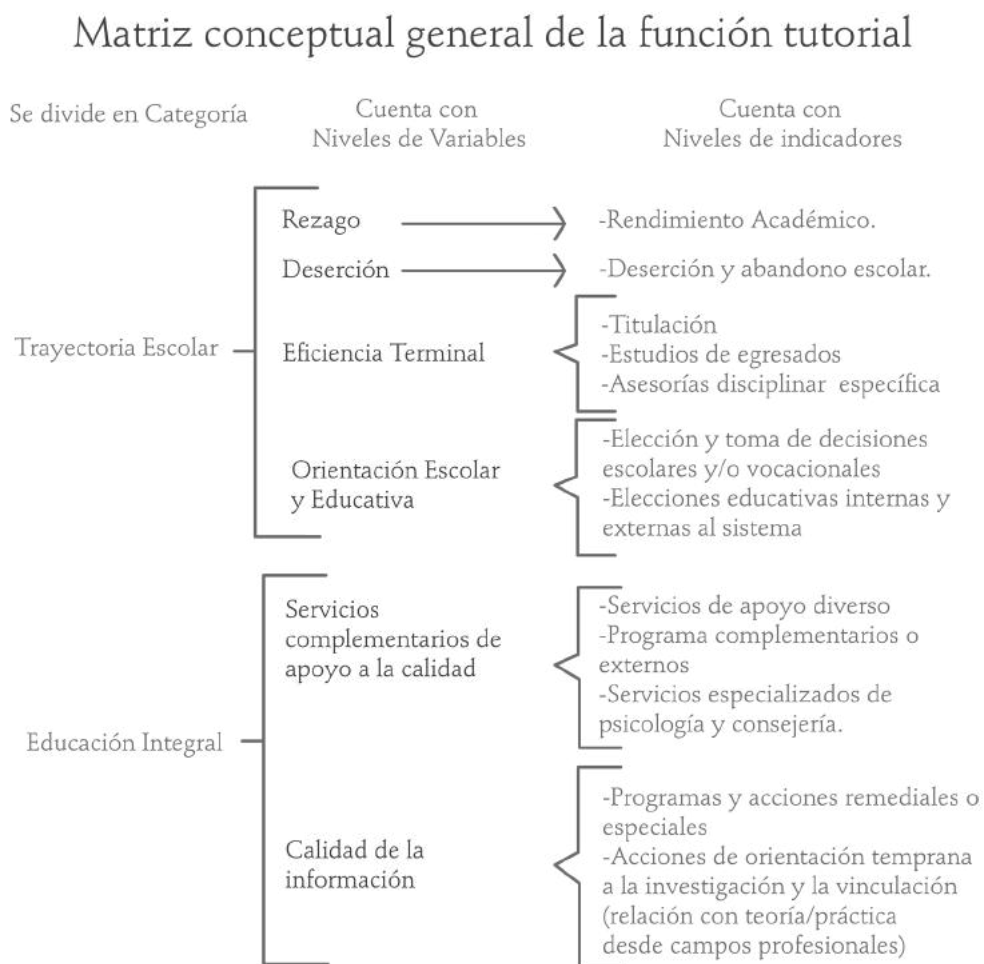 Matriz conceptual general de la función tutorial
Se divide en Categoría
Cuenta con
Niveles de Variables
Cuenta con
Niveles de indicadores
Trayectoria Escolar
Rezago
-Rendimiento Académico.
Deserción
-Deserción y abandono escolar.
Eficiencia Terminal
-Titulación
-Estudios de egresados
-Asesorías disciplinar específica
Orientación Escolar
y Educativa
-Elección y toma de decisiones
escolares y/o vocacionales
-Elecciones educativas internas y
externas al sistema
Educación Integral
Servicios
complementarios de
apoyo a la calidad
-Servicios de apoyo diverso
-Programa complementarios o
externos
-Servicios especializados de
psicología y consejería.
Calidad de la
información
-Programas y acciones remediales o
especiales
-Acciones de orientación temprana
a la investigación y la vinculación
(relación con teoría/práctica
desde campos profesionales)